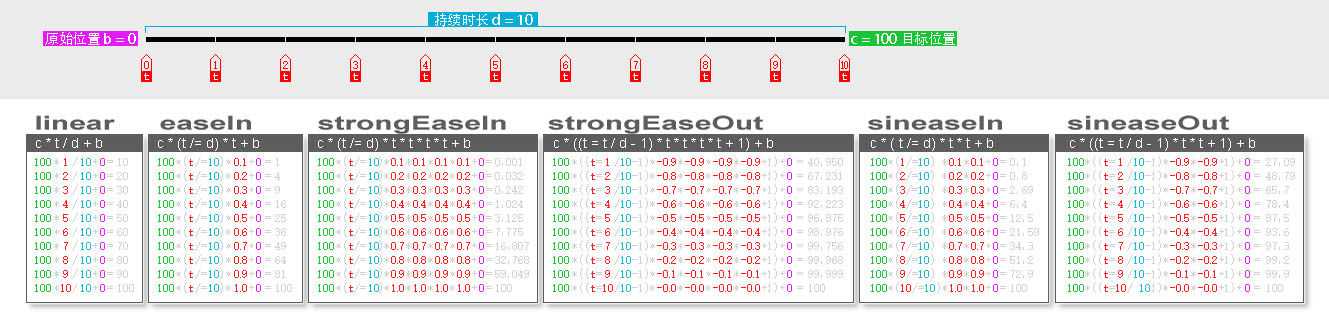 持续时长 d = 10
原始位置 b = 0
c = 100 目标位置
0 1 2 3 4 5 6 7 8 9 10
t t t t t t t t t t t
linear
c * t / d + b
100* 1 / 10+0= 10
100* 2 / 10+0= 20
100* 3 / 10+0= 30
100* 4 / 10+0= 40
100* 5 / 10+0= 50
100* 6 / 10+0= 60
100* 7 / 10+0= 70
100* 8 / 10+0= 80
100* 9 / 10+0= 90
100*10/ 10+0= 100
easeIn
c * (t /= d) * t + b
100*(t /=10)*0.1+0= 1
100*(t /=10)*0.2+0= 4
100*(t /=10)*0.3+0= 9
100*(t /=10)*0.4+0= 16
100*(t /=10)*0.5+0= 25
100*(t /=10)*0.6+0= 36
100*(t /=10)*0.7+0= 49
100*(t /=10)*0.8+0= 64
100*(t /=10)*0.9+0= 81
100*(t /=10)*1.0+0= 100
strongEaseIn
c * (t /= d) * t * t * t * t + b
100*(t /=10)*0.1*0.1*0.1*0.1+0= 0.001
100*(t /=10)*0.2*0.2*0.2*0.2+0= 0.032
100*(t /=10)*0.3*0.3*0.3*0.3+0= 0.242
100*(t /=10)*0.4*0.4*0.4*0.4+0= 1.024
100*(t /=10)*0.5*0.5*0.5*0.5+0= 3.125
100*(t /=10)*0.6*0.6*0.6*0.6+0= 7.775
100*(t /=10)*0.7*0.7*0.7*0.7+0= 16.807
100*(t /=10)*0.8*0.8*0.8*0.8+0= 32.768
100*(t /=10)*0.9*0.9*0.9*0.9+0= 59.049
100*(t /=10)*1.0*1.0*1.0*1.0+0= 100
strongEaseOut
c * ((t = t / d - 1) * t * t * t * t + 1) + b
100*((t=1 /10-1)*-0.9*-0.9*-0.9*-0.9+1)+0 = 40.950
100*((t=2 /10-1)*-0.8*-0.8*-0.8*-0.8+1)+0 = 67.231
100*((t=3 /10-1)*-0.7*-0.7*-0.7*-0.7+1)+0 = 83.193
100*((t=4 /10-1)*-0.6*-0.6*-0.6*-0.6+1)+0 = 92.223
100*((t=5 /10-1)*-0.5*-0.5*-0.5*-0.5+1)+0 = 96.875
100*((t=6 /10-1)*-0.4*-0.4*-0.4*-0.4+1)+0 = 98.976
100*((t=7 /10-1)*-0.3*-0.3*-0.3*-0.3+1)+0 = 99.756
100*((t=8 /10-1)*-0.2*-0.2*-0.2*-0.2+1)+0 = 99.968
100*((t=9 /10-1)*-0.1*-0.1*-0.1*-0.1+1)+0 = 99.999
100*((t=10/10-1)*-0.0*-0.0*-0.0*-0.0+1)+0 = 100
sineaseIn
c * ( t /= d) * t * t + b
100*(1/=10) *0.1*0.1+0= 0.1
100*(2/=10) *0.2*0.2+0= 0.8
100*(3/=10) *0.3*0.3+0= 2.69
100*(4/=10) *0.4*0.4+0= 6.4
100*(5/=10) *0.5*0.5+0= 12.5
100*(6/=10) *0.6*0.6+0= 21.59
100*(7/=10) *0.7*0.7+0= 34.3
100*(8/=10) *0.8*0.8+0= 51.2
100*(9/=10) *0.9*0.9+0= 72.9
100*(10/=10)*1.0*1.0+0= 100
sineaseOut
c * ((t = t / d - 1) * t * t + 1) + b
100*((t=1 /10-1)*-0.9*-0.9+1)+0 = 27.09
100*((t=2 /10-1)*-0.8*-0.8+1)+0 = 48.79
100*((t=3 /10-1)*-0.7*-0.7+1)+0 = 65.7
100*((t=4 /10-1)*-0.6*-0.6+1)+0 = 78.4
100*((t=5 /10-1)*-0.5*-0.5+1)+0 = 87.5
100*((t=6 /10-1)*-0.4*-0.4+1)+0 = 93.6
100*((t=7 /10-1)*-0.3*-0.3+1)+0 = 97.3
100*((t=8 /10-1)*-0.2*-0.2+1)+0 = 99.2
100*((t=9 /10-1)*-0.1*-0.1+1)+0 = 99.9
100*((t=10/ 181)*-0.0*-0.0+1)+0 = 100